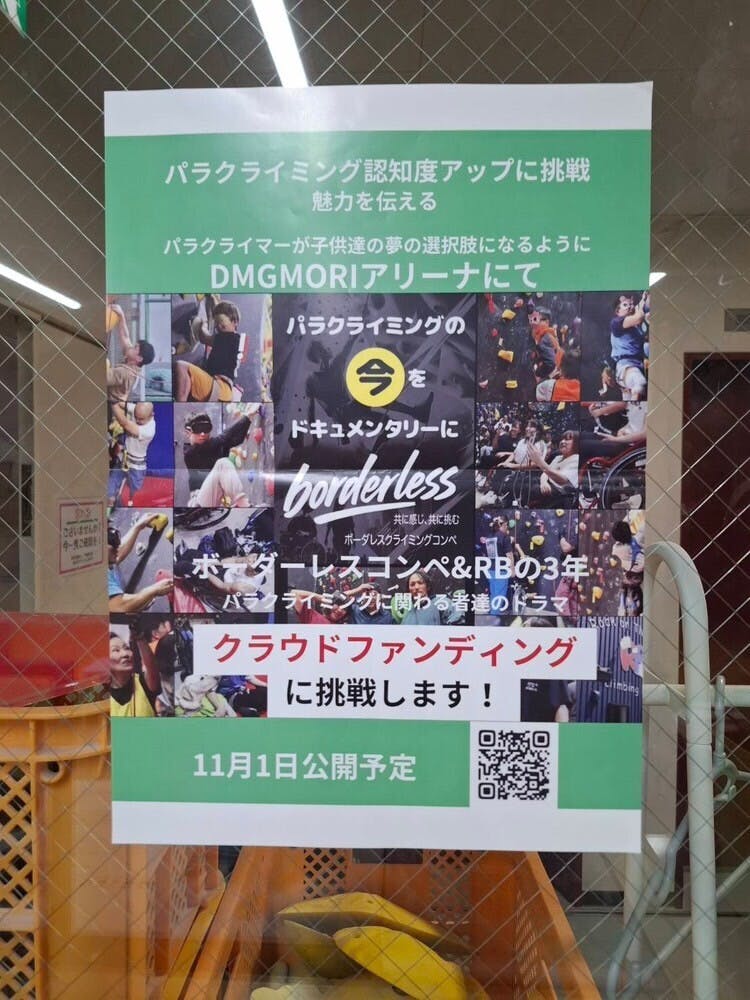 パラクライミング認知度アップに挑戦
魅力を伝える
パラクライマーが子供達の夢の選択肢になるように
DMGMORIアリーナにて
パラクライミングの
今を
ドキュメンタリーに
borderless
共に感じ、共に挑む
ボーダレスクライミングコンペ
ボーダーレスコンペ&RBの3年
パラクライミングに関わる者達のドラマ
クラウドファンディング
に挑戦します！
11月1日公開予定
Climbing
ございませんか？